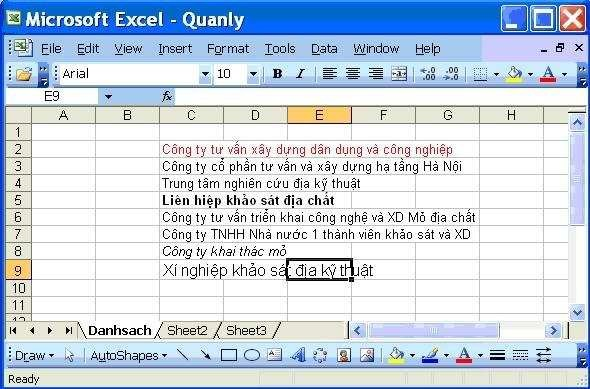 Microsoft Excel - Quanly
File Edit View Insert Format Tools Data Window Help
Arial 10 B I U
E9 fx
A B C D E F G H
1
2 Công ty tư vấn xây dựng dân dụng và công nghiệp
3 Công ty cổ phần tư vấn và xây dựng hạ tầng Hà Nội
4 Trung tâm nghiên cứu địa kỹ thuật
5 Liên hiệp khảo sát địa chất
6 Công ty tư vấn triển khai công nghệ và XD Mỏ địa chất
7 Công ty TNHH Nhà nước 1 thành viên khảo sát và XD
8 Công ty khai thác mỏ
9 Xí nghiệp khảo sát địa kỹ thuật
10
11
12
Danhsach Sheet2 Sheet3
Draw AutoShapes
Ready